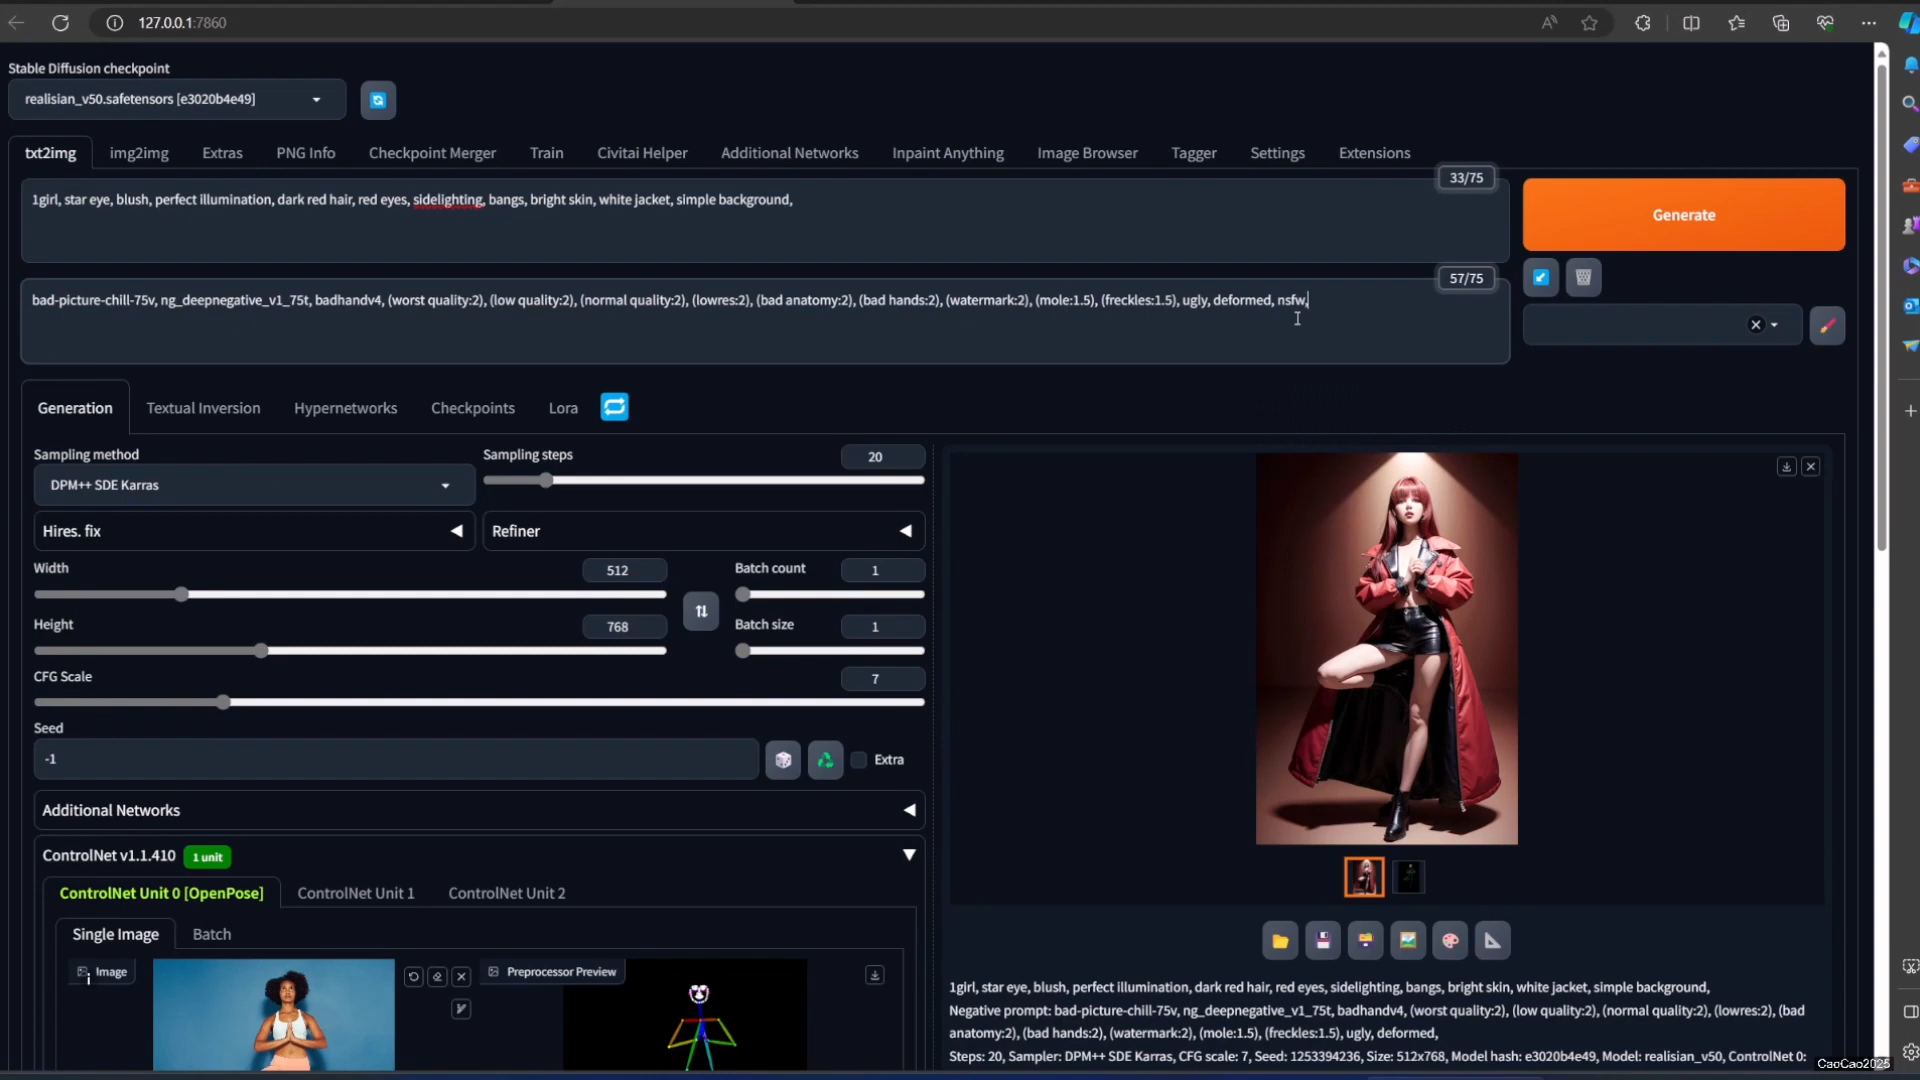 127.0.0.1:7860
Stable Diffusion checkpoint
realisian_v50.safetensors [e3020b4e49]
txt2img img2img Extras PNG Info Checkpoint Merger Train Civitai Helper Additional Networks Inpaint Anything Image Browser Tagger Settings Extensions
33/75
1girl, star eye, blush, perfect illumination, dark red hair, red eyes, sidelighting, bangs, bright skin, white jacket, simple background,
Generate
57/75
bad-picture-chill-75v, ng_deepnegative_v1_75t, badhandv4, (worst quality:2), (low quality:2), (normal quality:2), (lowres:2), (bad anatomy:2), (bad hands:2), (watermark:2), (mole:1.5), (freckles:1.5), ugly, deformed, nsfw,
Generation Textual Inversion Hypernetworks Checkpoints Lora
Sampling method
DPM++ SDE Karras
Sampling steps
20
Hires. fix
Refiner
Width
512
Batch count
1
Height
768
Batch size
1
CFG Scale
7
Seed
-1
Extra
Additional Networks
ControlNet v1.1.410 1 unit
ControlNet Unit 0 [OpenPose] ControlNet Unit 1 ControlNet Unit 2
Single Image Batch
Image
Preprocessor Preview
1girl, star eye, blush, perfect illumination, dark red hair, red eyes, sidelighting, bangs, bright skin, white jacket, simple background,
Negative prompt: bad-picture-chill-75v, ng_deepnegative_v1_75t, badhandv4, (worst quality:2), (low quality:2), (normal quality:2), (lowres:2), (bad
anatomy:2), (bad hands:2), (watermark:2), (mole:1.5), (freckles:1.5), ugly, deformed,
Steps: 20, Sampler: DPM++ SDE Karras, CFG scale: 7, Seed: 1253394236, Size: 512x768, Model hash: e3020b4e49, Model: realisian_v50, ControlNet 0:
CaoCao2025